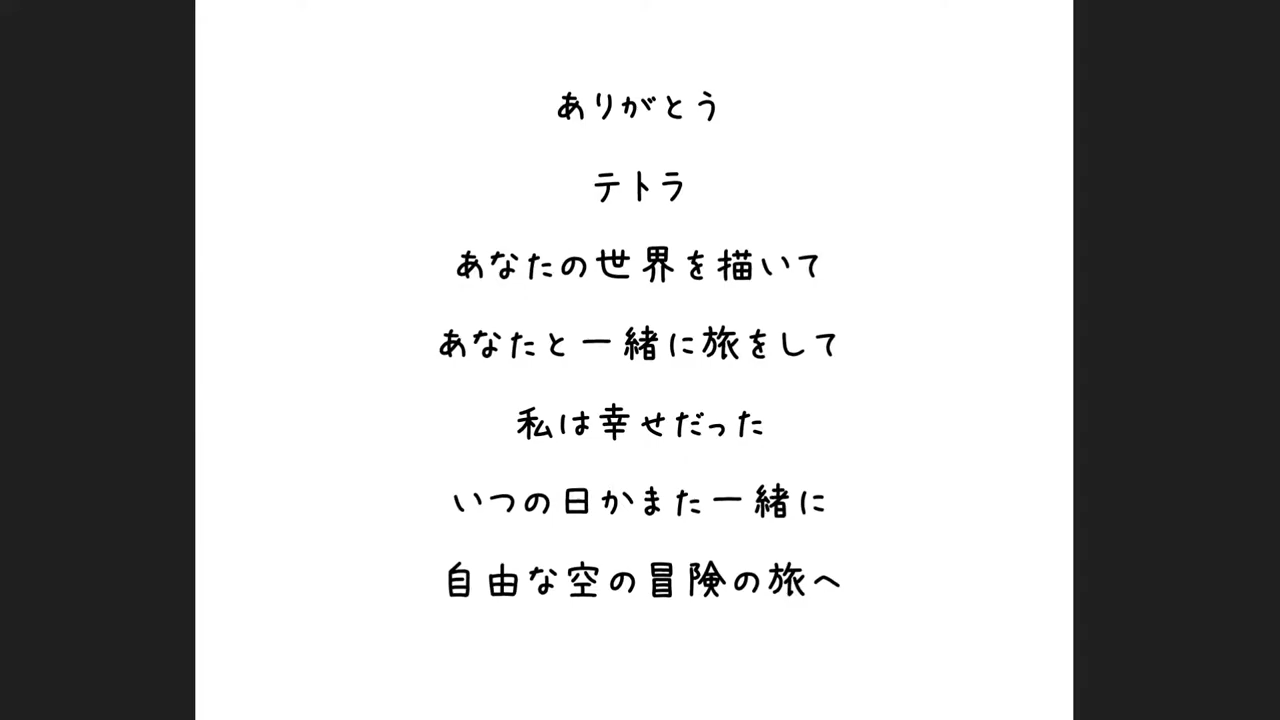 ありがとう
テトラ
あなたの世界を描いて
あなたと一緒に旅をして
私は幸せだった
いつの日かまた一緒に
自由な空の冒険の旅へ